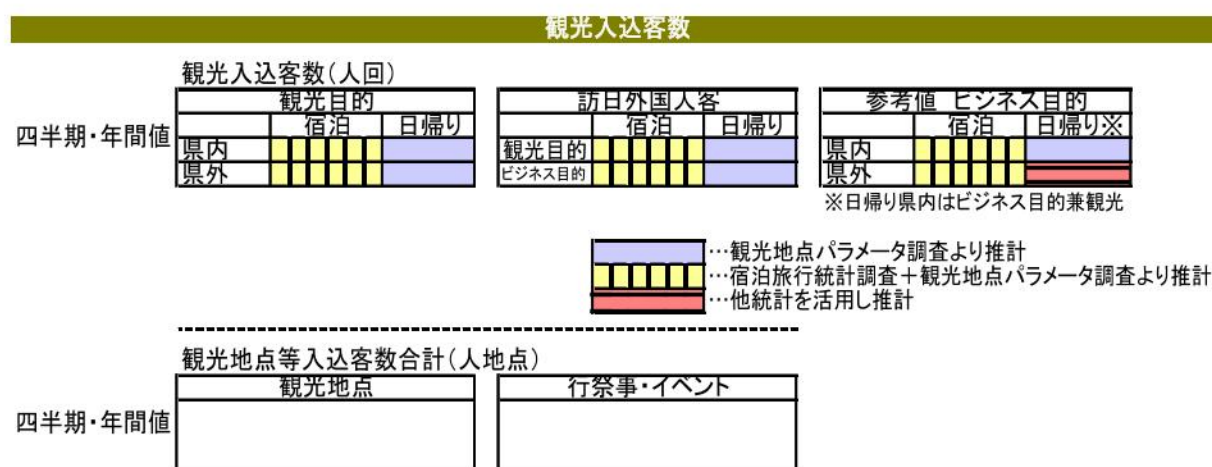 観光入込客数
観光入込客数(人回)
四半期・年間値
観光目的
宿泊 日帰り
県内
県外
訪日外国人客
宿泊 日帰り
観光目的
ビジネス目的
参考値 ビジネス目的
宿泊 日帰り※
県内
県外
※日帰り県内はビジネス目的兼観光
…観光地点パラメータ調査より推計
…宿泊旅行統計調査+観光地点パラメータ調査より推計
…他統計を活用し推計
観光地点等入込客数合計(人地点)
四半期・年間値
観光地点
行祭事・イベント